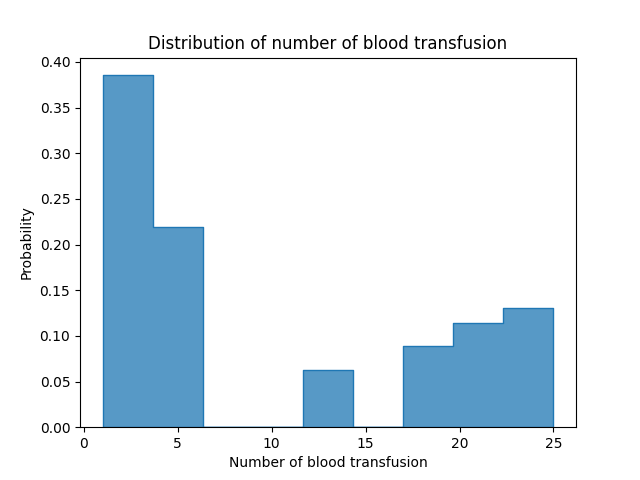 Distribution of number of blood transfusion
0.40
0.35
0.30
0.25
0.20
0.15
0.10
0.05
0.00
Probability
0 5 10 15 20 25
Number of blood transfusion